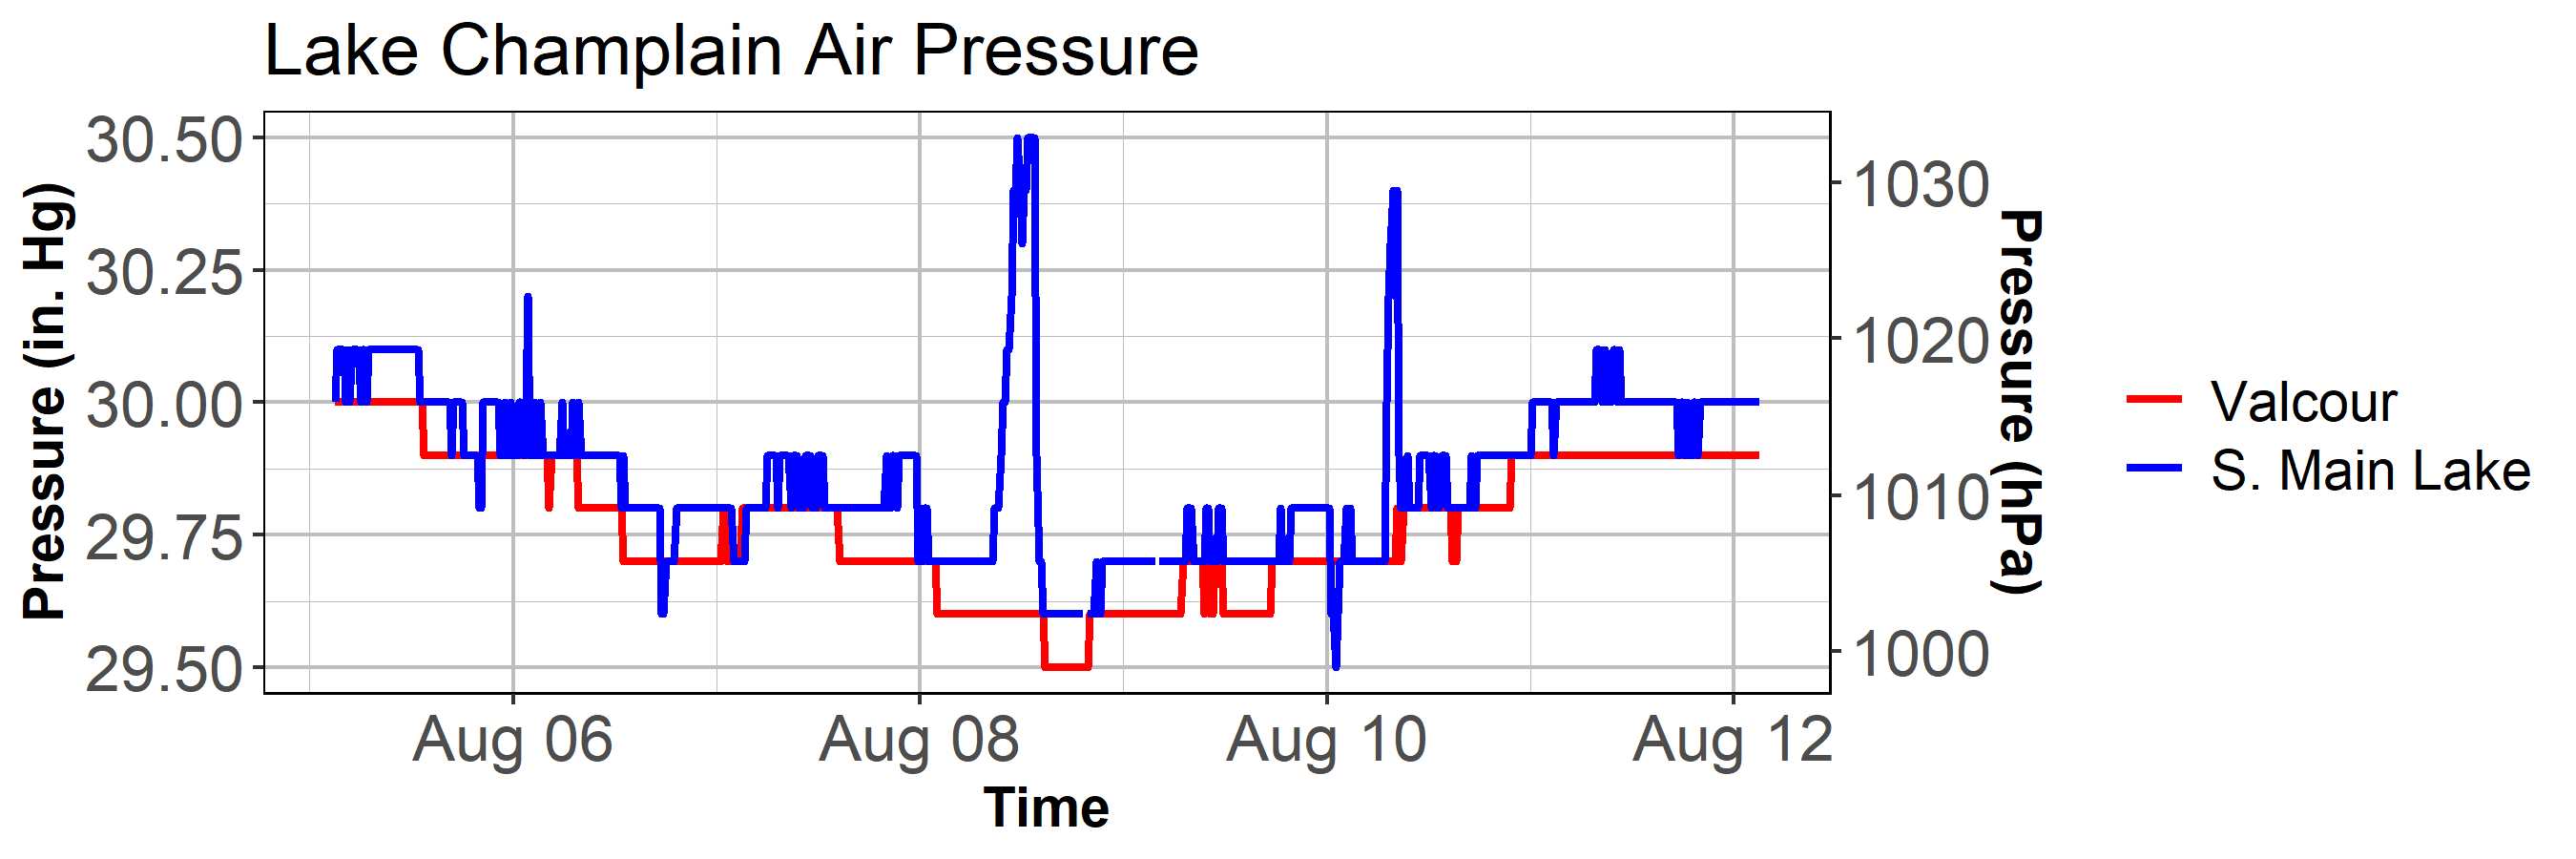 Lake Champlain Air Pressure
Pressure (in. Hg)
30.50
30.25
30.00
29.75
29.50
1030
1020
1010
1000
Pressure (hPa)
Valcour
S. Main Lake
Aug 06
Aug 08
Aug 10
Aug 12
Time